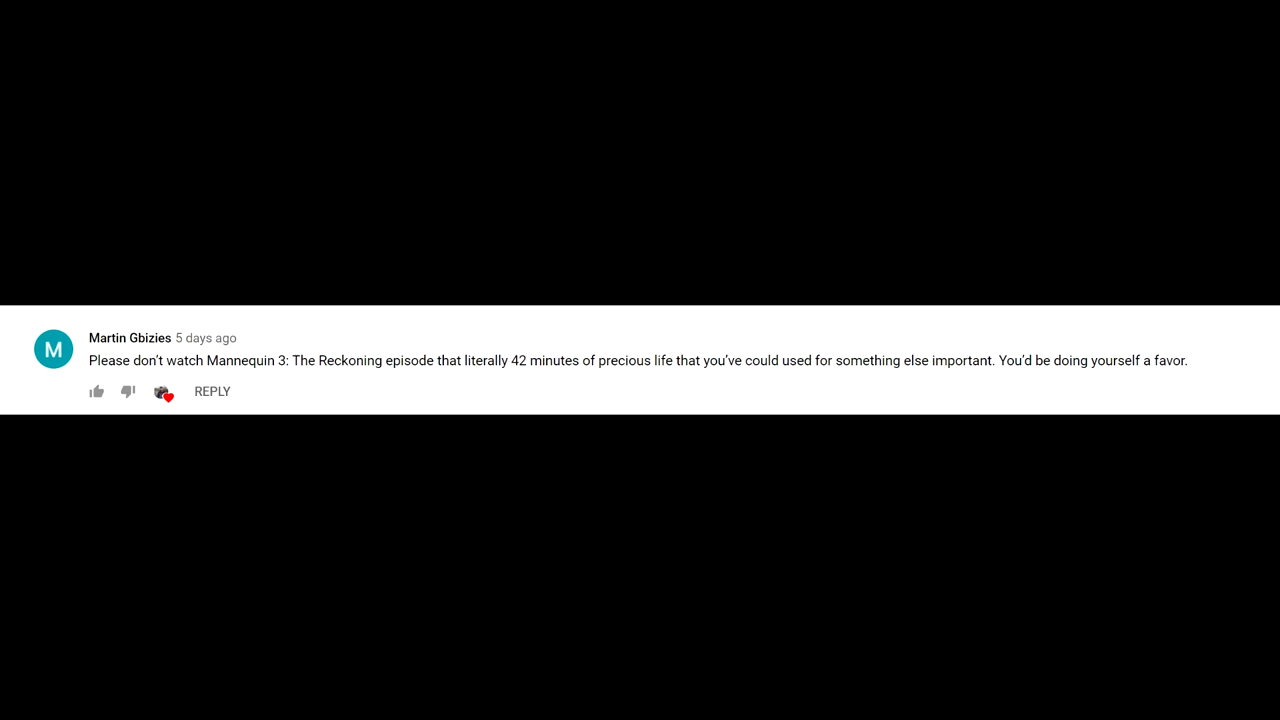 M
Martin Gbizies 5 days ago
Please don't watch Mannequin 3: The Reckoning episode that literally 42 minutes of precious life that you've could used for something else important. You'd be doing yourself a favor.
REPLY